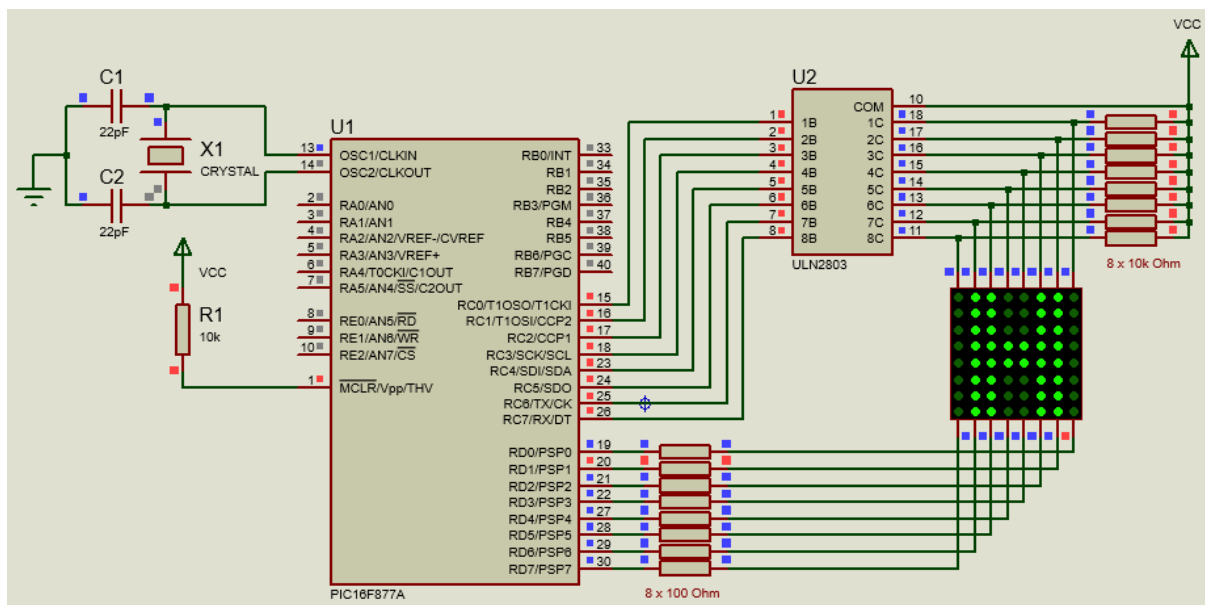 VCC
C1
22pF
X1
CRYSTAL
C2
22pF
VCC
R1
10k
U1
13 OSC1/CLKIN
14 OSC2/CLKOUT
2 RA0/AN0
3 RA1/AN1
4 RA2/AN2/VREF-/CVREF
5 RA3/AN3/VREF+
6 RA4/T0CKI/C1OUT
7 RA5/AN4/SS/C2OUT
8 RE0/AN5/RD
9 RE1/AN6/WR
10 RE2/AN7/CS
1 MCLR/Vpp/THV
RB0/INT 33
RB1 34
RB2 35
RB3/PGM 36
RB4 37
RB5 38
RB6/PGC 39
RB7/PGD 40
RC0/T1OSO/T1CKI 15
RC1/T1OSI/CCP2 16
RC2/CCP1 17
RC3/SCK/SCL 18
RC4/SDI/SDA 23
RC5/SDO 24
RC6/TX/CK 25
RC7/RX/DT 26
RD0/PSP0 19
RD1/PSP1 20
RD2/PSP2 21
RD3/PSP3 22
RD4/PSP4 27
RD5/PSP5 28
RD6/PSP6 29
RD7/PSP7 30
PIC16F877A
U2
COM 10
1 1B 1C 18
2 2B 2C 17
3 3B 3C 16
4 4B 4C 15
5 5B 5C 14
6 6B 6C 13
7 7B 7C 12
8 8B 8C 11
ULN2803
8 x 10k Ohm
8 x 100 Ohm